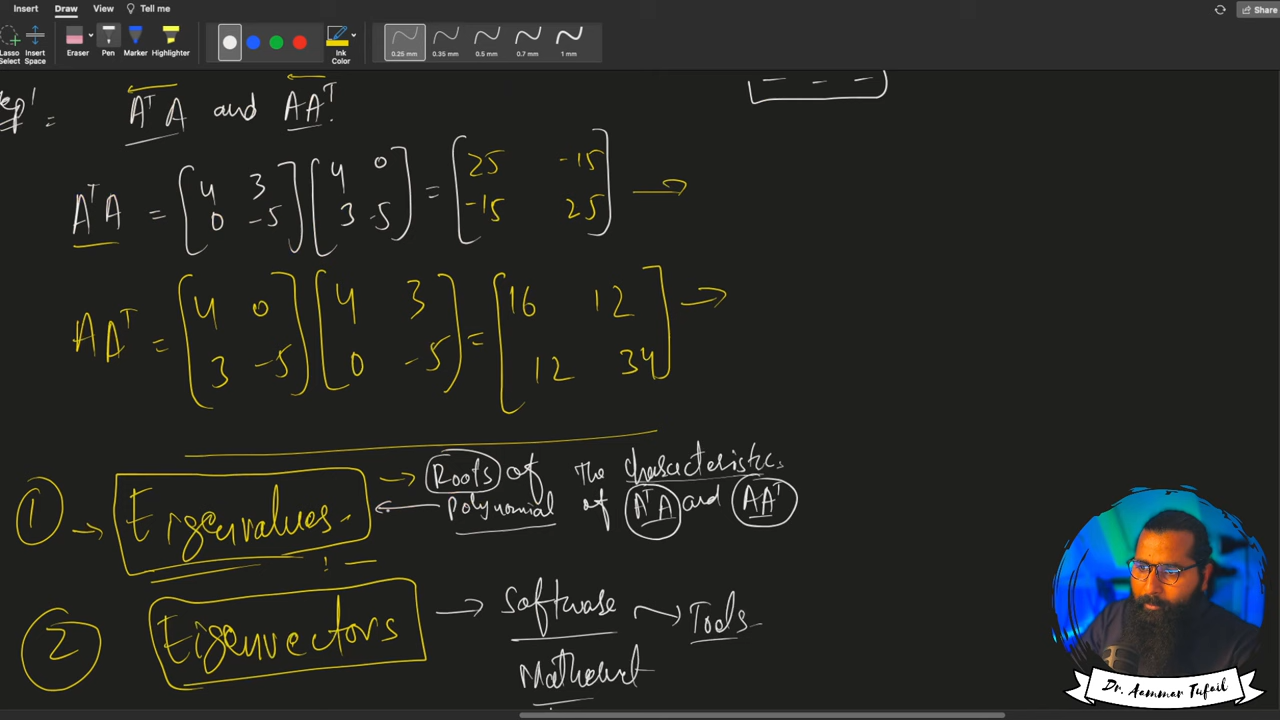 Insert Draw View Tell me Share
Lasso Select Insert Space Eraser Pen Marker Highlighter Ink Color 0.25 mm 0.35 mm 0.5 mm 0.7 mm 1 mm
AᵀA and AAᵀ.
AᵀA = [4 3; 0 -5] [4 0; 3 -5] = [25 -15; -15 25] →
AAᵀ = [4 0; 3 -5] [4 3; 0 -5] = [16 12; 12 34] →
① → Eigenvalues. → Roots of the characteristic.
← Polynomial of AᵀA and AAᵀ
② Eigenvectors → Software → Tools
Dr. Aammar Tufail